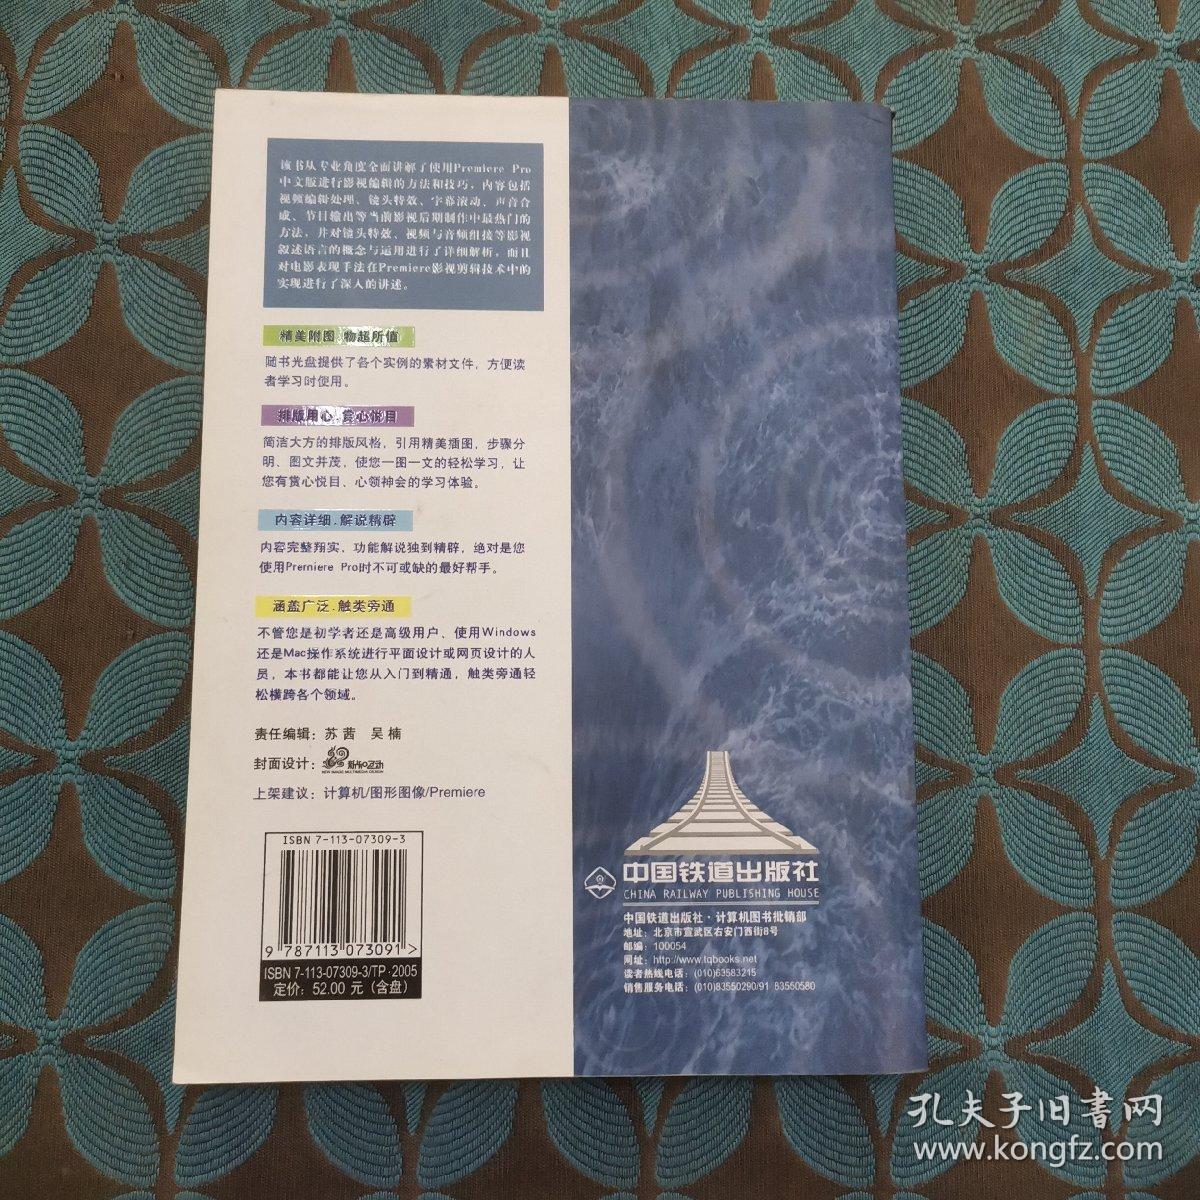 该书从专业角度全面讲解了使用Premiere Pro
中文版进行影视编辑的方法和技巧，内容包括
视频编辑处理、镜头特效、字幕滚动、声音合
成、节目输出等当前影视后期制作中最热门的
方法，并对镜头特效、视频与音频组接等影视
叙述语言的概念与运用进行了详细解析，而且
对电影表现手法在Premiere影视剪辑技术中的
实现进行了深入的讲述。
精美附图.物超所值
随书光盘提供了各个实例的素材文件，方便读
者学习时使用。
排版用心.赏心悦目
简洁大方的排版风格，引用精美插图，步骤分
明、图文并茂，使您一图一文的轻松学习，让
您有赏心悦目、心领神会的学习体验。
内容详细.解说精辟
内容完整翔实，功能解说独到精辟，绝对是您
使用Premiere Pro时不可或缺的最好帮手。
涵盖广泛.触类旁通
不管您是初学者还是高级用户、使用Windows
还是Mac操作系统进行平面设计或网页设计的人
员，本书都能让您从入门到精通，触类旁通轻
松横跨各个领域。
责任编辑：苏茜 吴楠
封面设计：
NEW IMAGE MULTIMEDIA DESIGN
上架建议：计算机/图形图像/Premiere
ISBN 7-113-07309-3
9 787113 073091>
ISBN 7-113-07309-3/TP·2005
定价：52.00 元（含盘）
中国铁道出版社
CHINA RAILWAY PUBLISHING HOUSE
中国铁道出版社·计算机图书批销部
地址：北京市宣武区右安门西街8号
邮编：100054
网址：http://www.tqbooks.net
读者热线电话：(010)63583215
销售服务电话：(010)83550290/91 83550580
孔夫子旧书网
www.kongfz.com